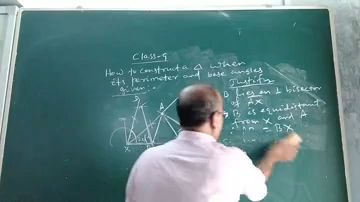 Class-9
How to construct a △ when
its perimeter and base angles
given:-
Justify
B lies on ⊥ bisector
of AX
B is equidistant
from X and A
= BX
A
X